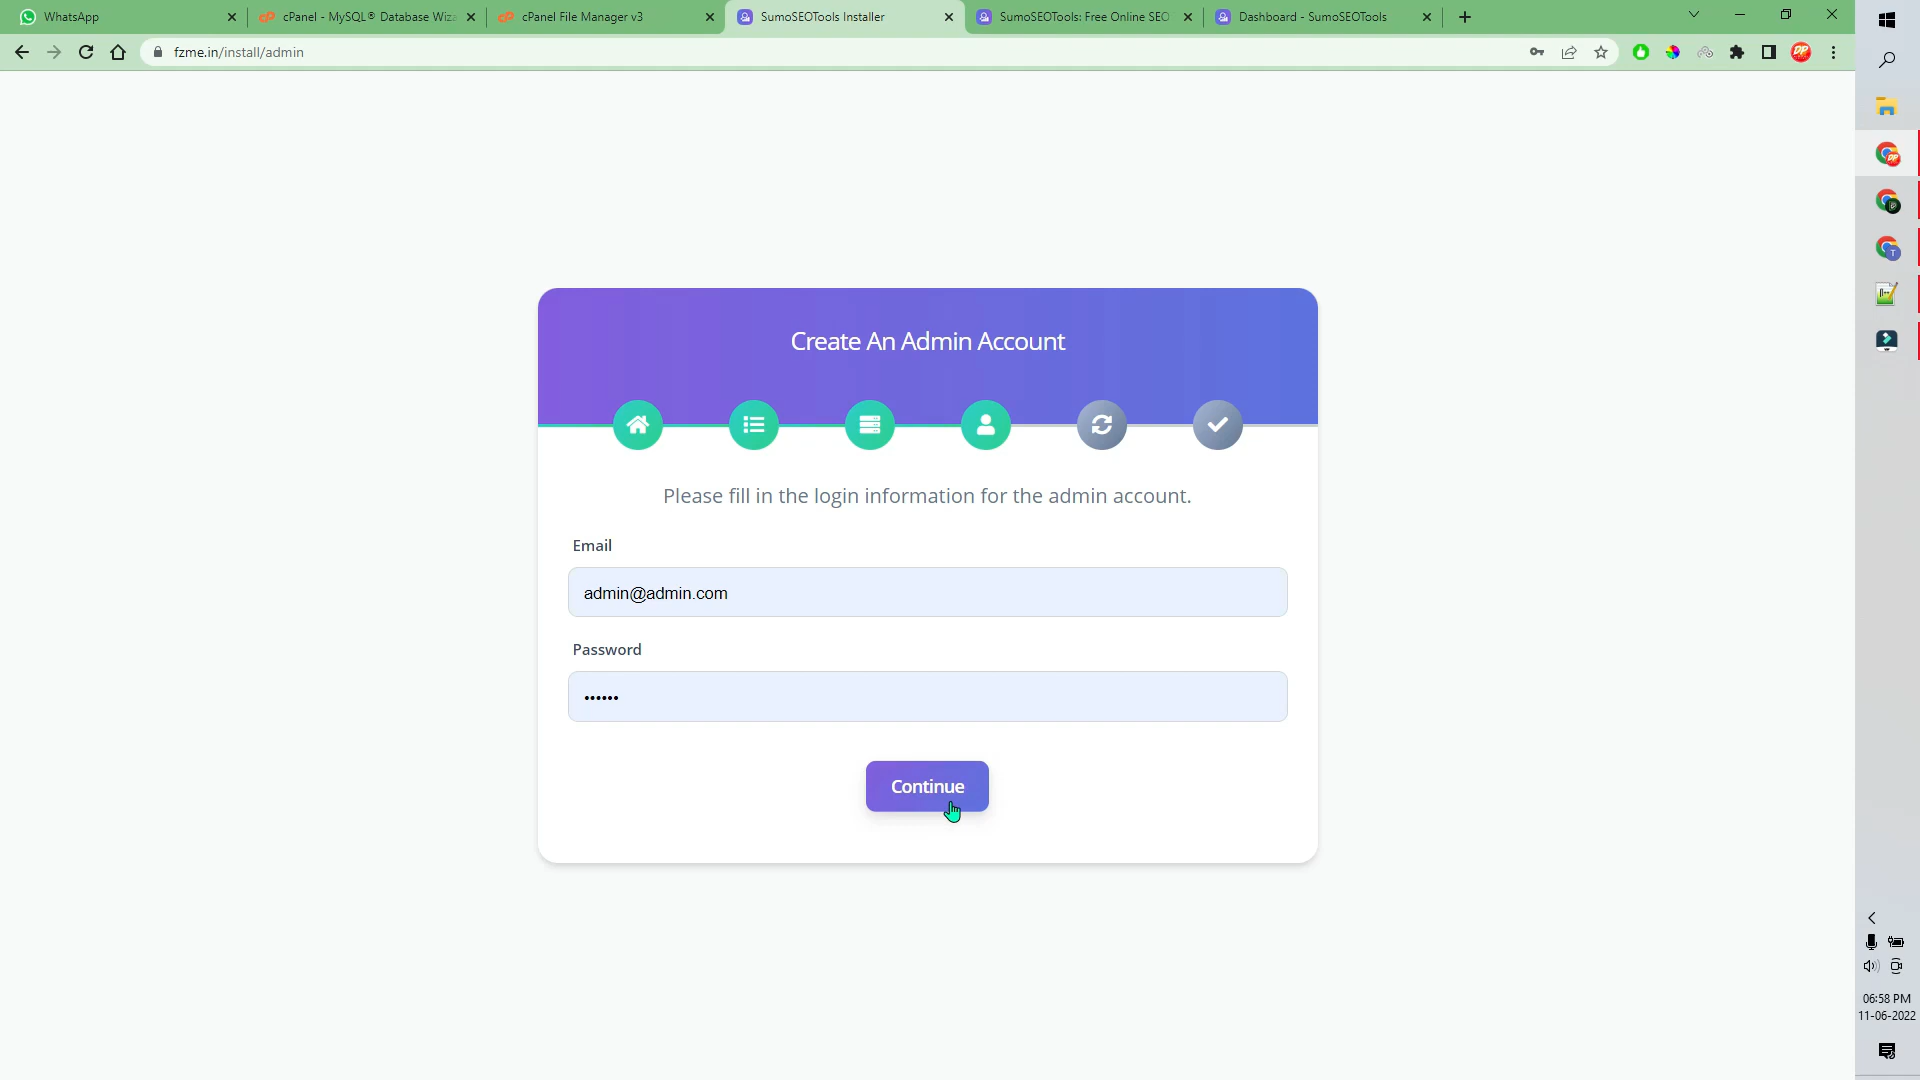 WhatsApp
cPanel - MySQL® Database Wiza
cPanel File Manager v3
SumoSEOTools Installer
SumoSEOTools: Free Online SEO
Dashboard - SumoSEOTools
fzme.in/install/admin
Create An Admin Account
Please fill in the login information for the admin account.
Email
admin@admin.com
Password
••••••
Continue
06:58 PM
11-06-2022